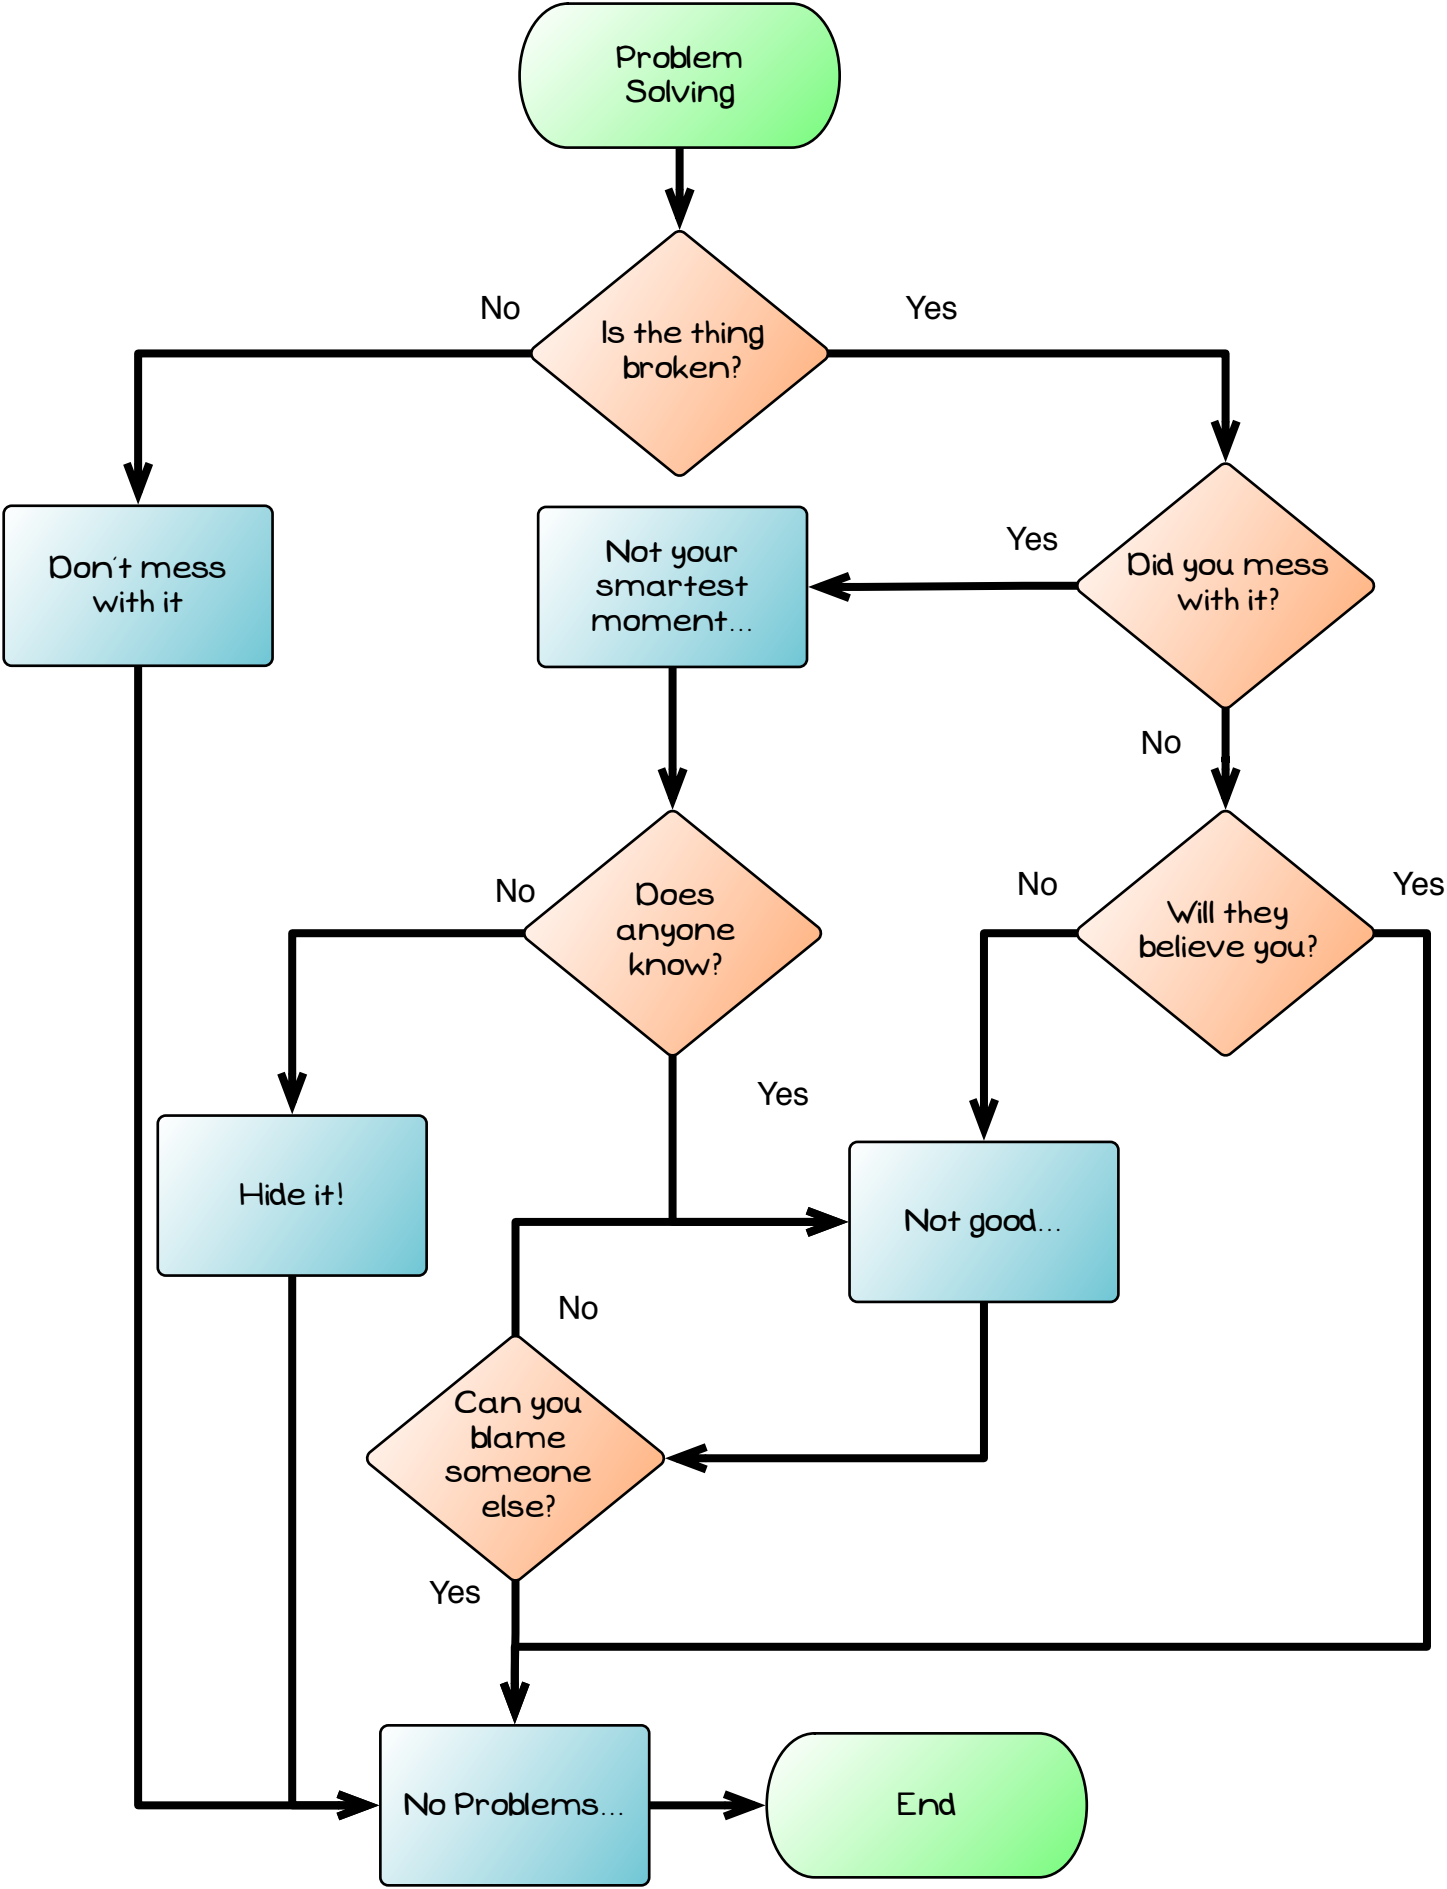 Problem
Solving
No
Yes
Is the thing
broken?
Don't mess
with it
Not your
smartest
moment...
Yes
Did you mess
with it?
No
No
Does
anyone
know?
No
Will they
believe you?
Yes
Yes
Hide it!
Not good...
No
Can you
blame
someone
else?
Yes
No Problems...
End